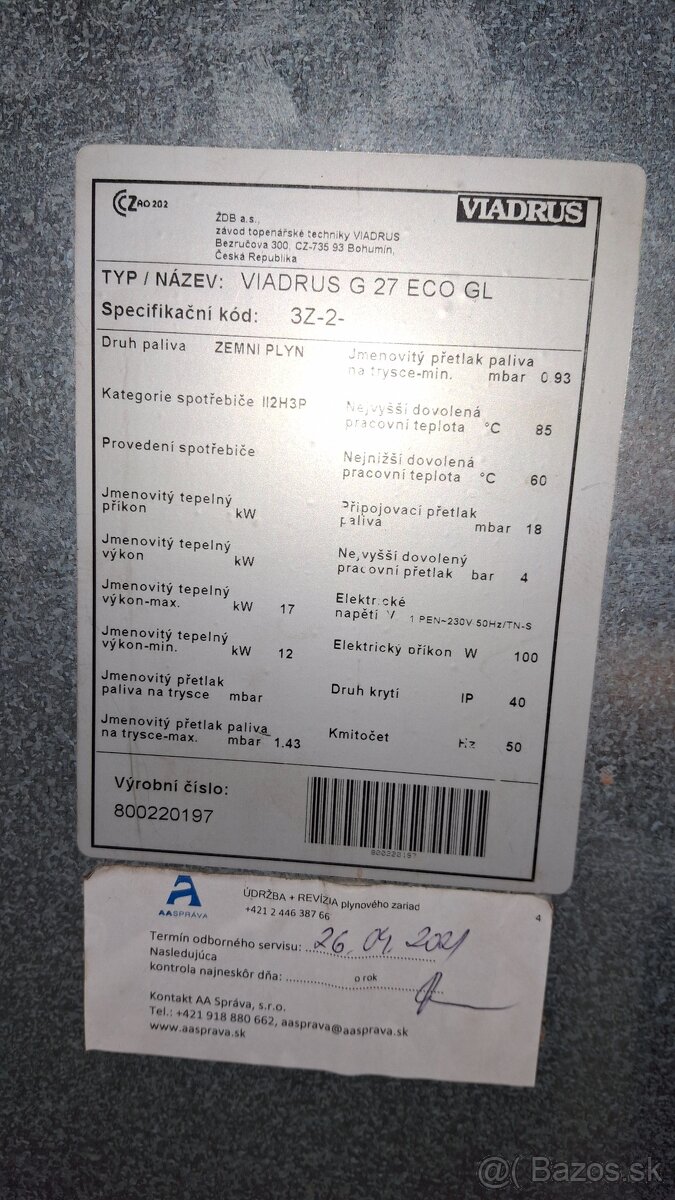 CZ AO 202
VIADRUS
ŽDB a.s.,
závod topenářské techniky VIADRUS
Bezručova 300, CZ-735 93 Bohumín,
Česká Republika
TYP / NÁZEV: VIADRUS G 27 ECO GL
Specifikační kód: 3Z-2-
Druh paliva ZEMNI PLYN
Kategorie spotřebiče II2H3P
Provedení spotřebiče
Jmenovitý tepelný
příkon kW
Jmenovitý tepelný
výkon kW
Jmenovitý tepelný
výkon-max. kW 17
Jmenovitý tepelný
výkon-min. kW 12
Jmenovitý přetlak
paliva na trysce mbar
Jmenovitý přetlak paliva
na trysce-max. mbar 1.43
Jmenovitý přetlak paliva
na trysce-min. mbar 0.93
Nejvyšší dovolená
pracovní teplota °C 85
Nejnižší dovolená
pracovní teplota °C 60
Připojovací přetlak
paliva mbar 18
Nejvyšší dovolený
pracovní přetlak bar 4
Elektrické
napětí V 1 PEN~230V 50Hz/TN-S
Elektrický příkon W 100
Druh krytí IP 40
Kmitočet Hz 50
Výrobní číslo:
800220197
800220197
AASPRÁVA
ÚDRŽBA + REVÍZIA plynového zariad
+421 2 446 387 66
4
Termín odborného servisu: 26.04.2021
Nasledujúca
kontrola najneskôr dňa: o rok
Kontakt AA Správa, s.r.o.
Tel.: +421 918 880 662, aasprava@aasprava.sk
www.aasprava.sk
@( Bazos.sk